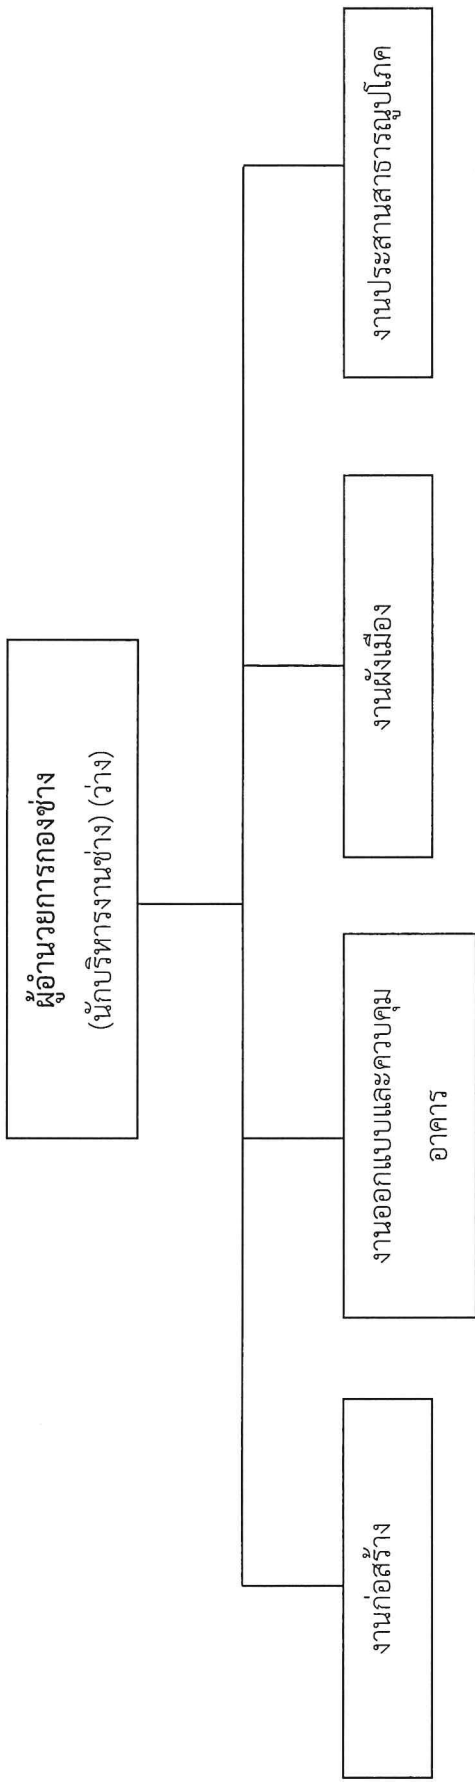 ผู้อำนวยการกองช่าง
(นักบริหารงานช่าง) (ว่าง)
งานก่อสร้าง
งานออกแบบและควบคุม
อาคาร
งานผังเมือง
งานประสานสาธารณูปโภค